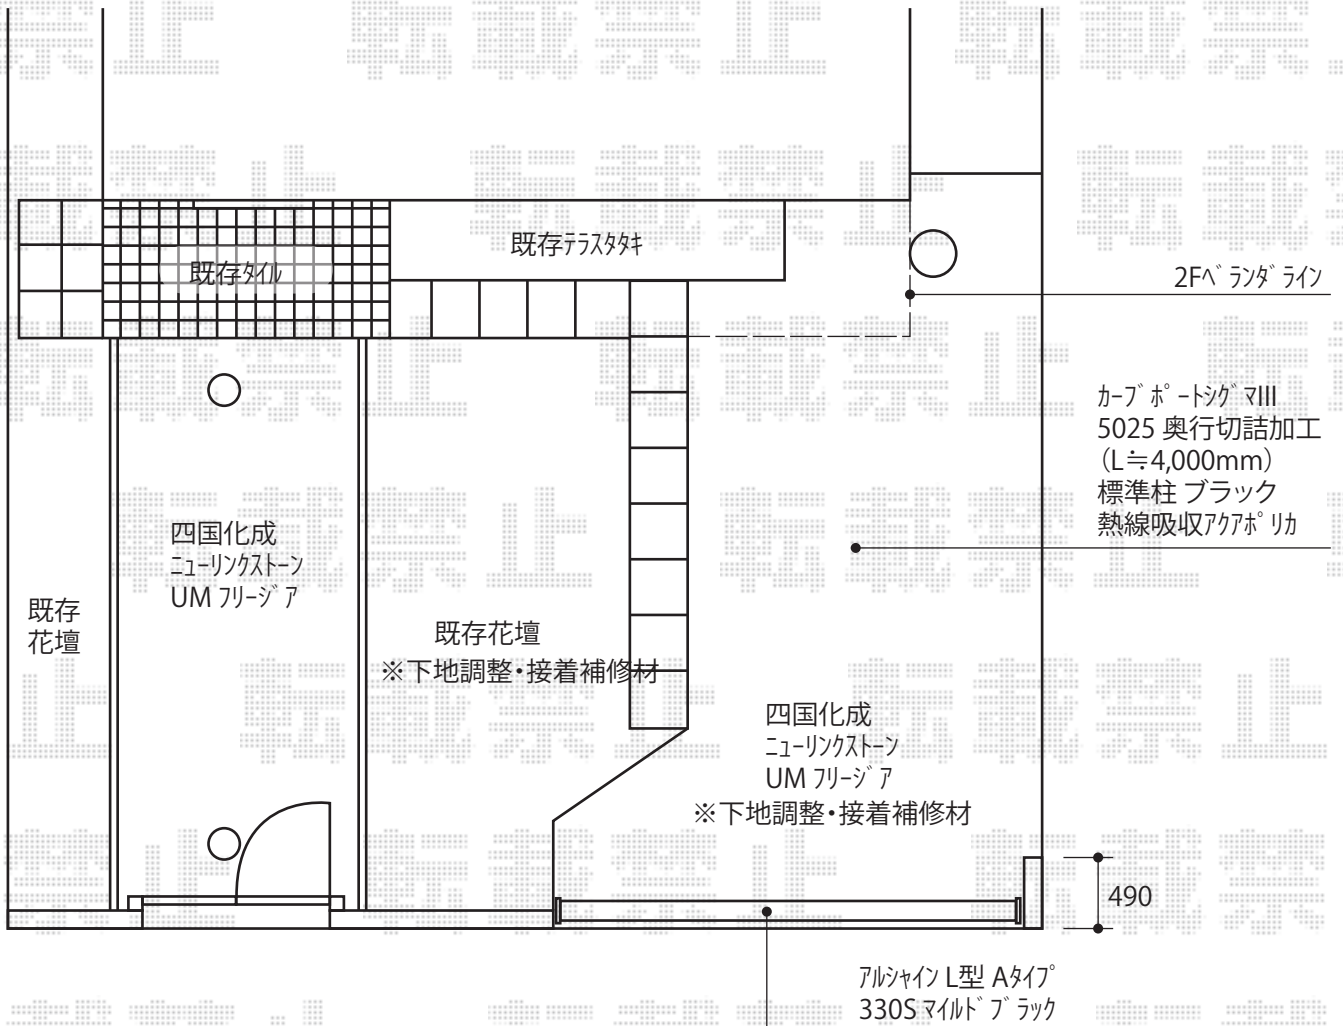 転載禁止
既存テラスタタキ
既存タイル
2Fベランダライン
カーブポートシグマIII
5025 奥行切詰加工
(L≒4,000mm)
標準柱 ブラック
熱線吸収アクアポリカ
四国化成
ニューリンクストーン
UM フリージア
既存
花壇
既存花壇
※下地調整・接着補修材
四国化成
ニューリンクストーン
UM フリージア
※下地調整・接着補修材
490
アルシャイン L型 Aタイプ
330S マイルドブラック